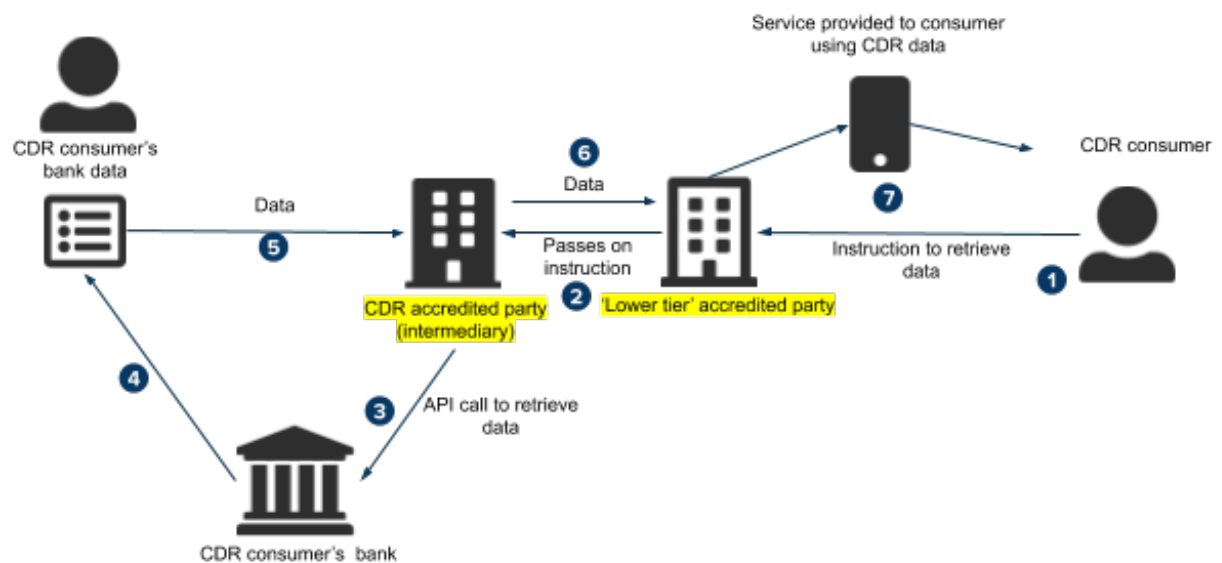 Service provided to consumer
using CDR data
CDR consumer's
bank data
6
Data
CDR consumer
7
Data
5
Passes on
instruction
2
Instruction to retrieve
data
1
CDR accredited party
(intermediary)
'Lower tier' accredited party
4
3
API call to retrieve
data
CDR consumer's  bank